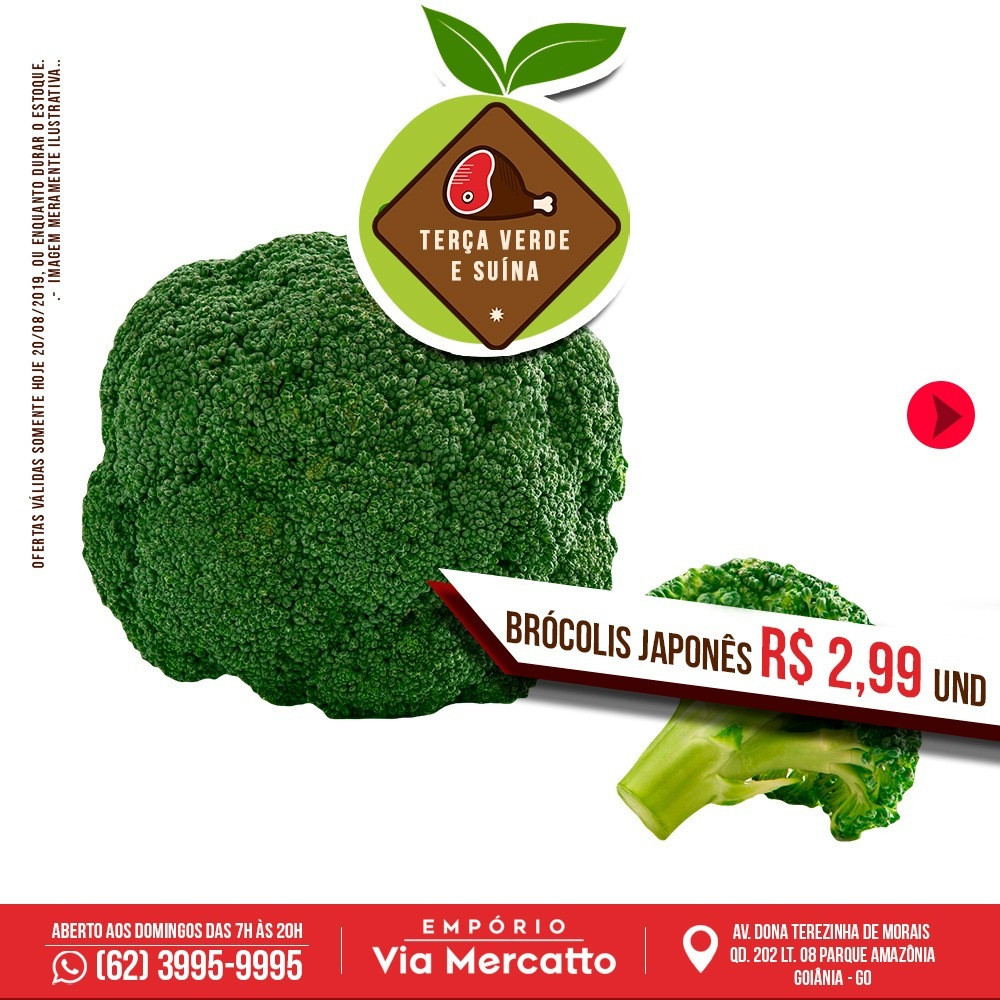 OFERTAS VÁLIDAS SOMENTE HOJE 20/08/2019, OU ENQUANTO DURAR O ESTOQUE.
.- IMAGEM MERAMENTE ILUSTRATIVA..
TERÇA VERDE
E SUÍNA
BRÓCOLIS JAPONÊS R$ 2,99 UND
ABERTO AOS DOMINGOS DAS 7H ÀS 20H
(62) 3995-9995
EMPÓRIO
Via Mercatto
AV. DONA TEREZINHA DE MORAIS
QD. 202 LT. 08 PARQUE AMAZÔNIA
GOIÂNIA - GO